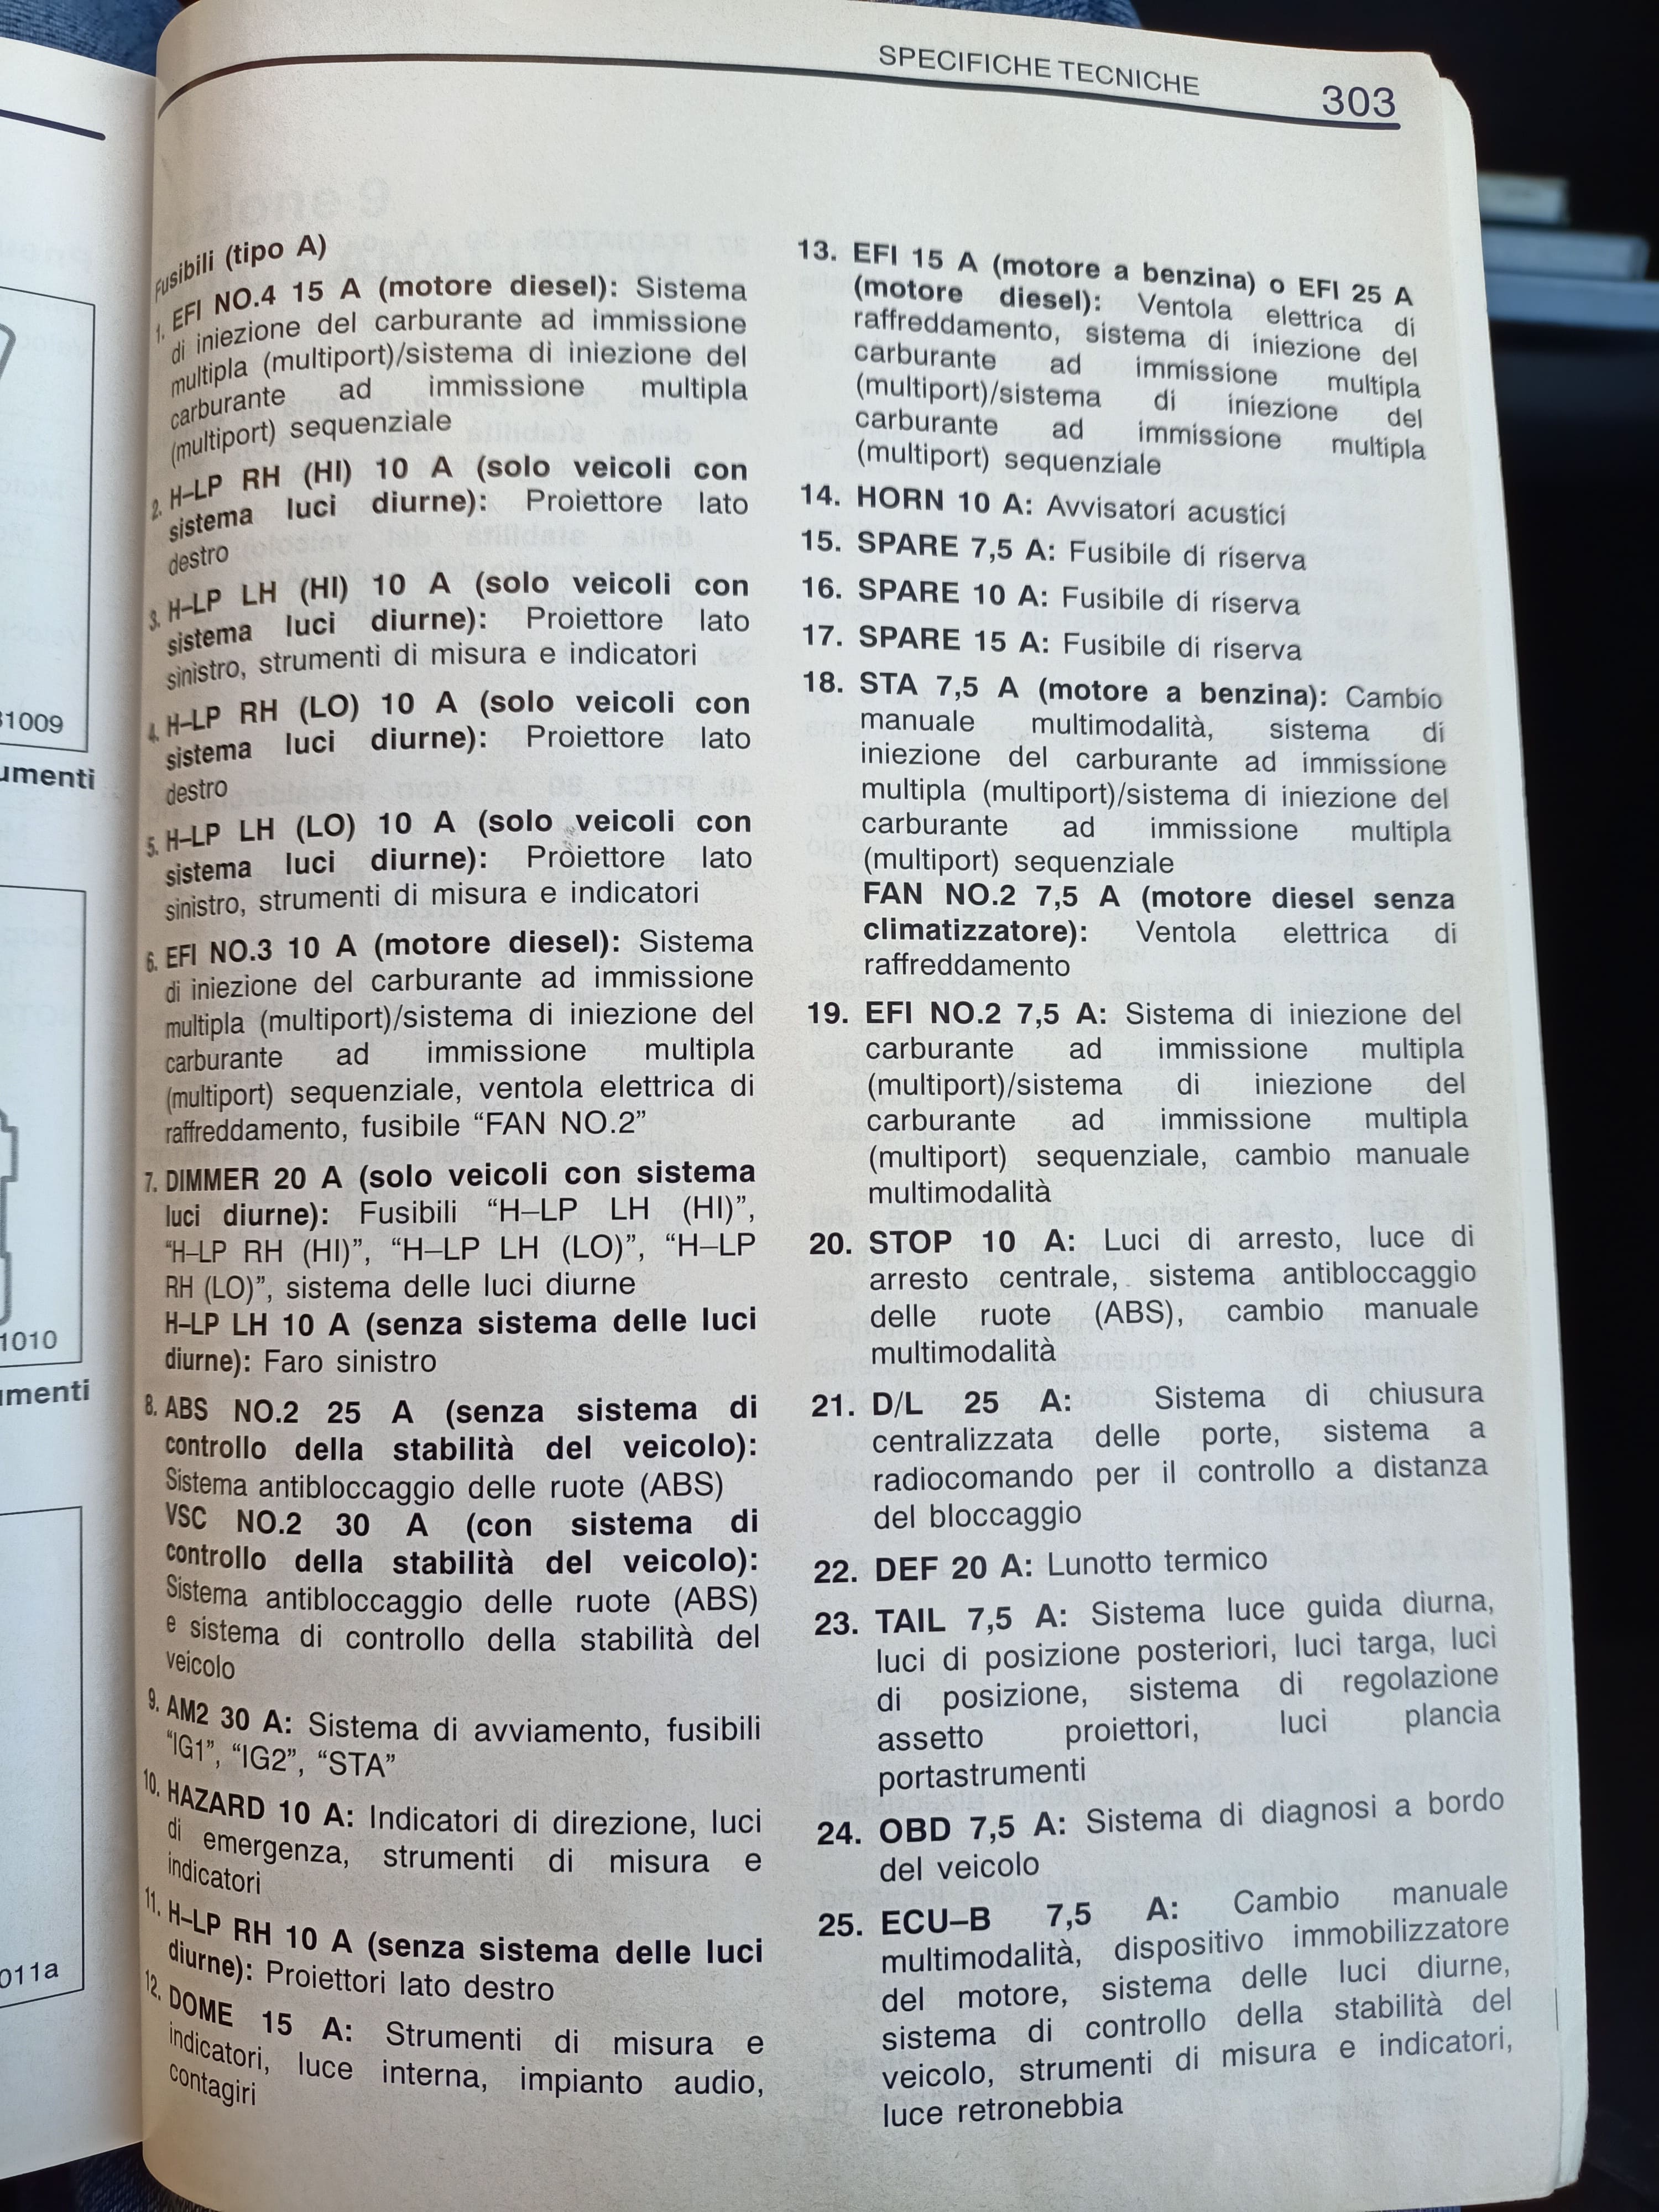 SPECIFICHE TECNICHE
303
31009
umenti
1010
umenti
011a
Fusibili (tipo A)
1. EFI NO.4 15 A (motore diesel): Sistema
di iniezione del carburante ad immissione
multipla (multiport)/sistema di iniezione del
carburante ad immissione multipla
(multiport) sequenziale
2. H–LP RH (HI) 10 A (solo veicoli con
sistema luci diurne): Proiettore lato
destro
3. H–LP LH (HI) 10 A (solo veicoli con
sistema luci diurne): Proiettore lato
sinistro, strumenti di misura e indicatori
4. H–LP RH (LO) 10 A (solo veicoli con
sistema luci diurne): Proiettore lato
destro
5. H–LP LH (LO) 10 A (solo veicoli con
sistema luci diurne): Proiettore lato
sinistro, strumenti di misura e indicatori
6. EFI NO.3 10 A (motore diesel): Sistema
di iniezione del carburante ad immissione
multipla (multiport)/sistema di iniezione del
carburante ad immissione multipla
(multiport) sequenziale, ventola elettrica di
raffreddamento, fusibile “FAN NO.2”
7. DIMMER 20 A (solo veicoli con sistema
luci diurne): Fusibili “H–LP LH (HI)”,
“H–LP RH (HI)”, “H–LP LH (LO)”, “H–LP
RH (LO)”, sistema delle luci diurne
H–LP LH 10 A (senza sistema delle luci
diurne): Faro sinistro
8. ABS NO.2 25 A (senza sistema di
controllo della stabilità del veicolo):
Sistema antibloccaggio delle ruote (ABS)
VSC NO.2 30 A (con sistema di
controllo della stabilità del veicolo):
Sistema antibloccaggio delle ruote (ABS)
e sistema di controllo della stabilità del
veicolo
9. AM2 30 A: Sistema di avviamento, fusibili
“IG1”, “IG2”, “STA”
10. HAZARD 10 A: Indicatori di direzione, luci
di emergenza, strumenti di misura e
indicatori
11. H–LP RH 10 A (senza sistema delle luci
diurne): Proiettori lato destro
12. DOME 15 A: Strumenti di misura e
indicatori, luce interna, impianto audio,
contagiri
13. EFI 15 A (motore a benzina) o EFI 25 A
(motore diesel): Ventola elettrica di
raffreddamento, sistema di iniezione del
carburante ad immissione multipla
(multiport)/sistema di iniezione del
carburante ad immissione multipla
(multiport) sequenziale
14. HORN 10 A: Avvisatori acustici
15. SPARE 7,5 A: Fusibile di riserva
16. SPARE 10 A: Fusibile di riserva
17. SPARE 15 A: Fusibile di riserva
18. STA 7,5 A (motore a benzina): Cambio
manuale multimodalità, sistema di
iniezione del carburante ad immissione
multipla (multiport)/sistema di iniezione del
carburante ad immissione multipla
(multiport) sequenziale
FAN NO.2 7,5 A (motore diesel senza
climatizzatore): Ventola elettrica di
raffreddamento
19. EFI NO.2 7,5 A: Sistema di iniezione del
carburante ad immissione multipla
(multiport)/sistema di iniezione del
carburante ad immissione multipla
(multiport) sequenziale, cambio manuale
multimodalità
20. STOP 10 A: Luci di arresto, luce di
arresto centrale, sistema antibloccaggio
delle ruote (ABS), cambio manuale
multimodalità
21. D/L 25 A: Sistema di chiusura
centralizzata delle porte, sistema a
radiocomando per il controllo a distanza
del bloccaggio
22. DEF 20 A: Lunotto termico
23. TAIL 7,5 A: Sistema luce guida diurna,
luci di posizione posteriori, luci targa, luci
di posizione, sistema di regolazione
assetto proiettori, luci plancia
portastrumenti
24. OBD 7,5 A: Sistema di diagnosi a bordo
del veicolo
25. ECU–B 7,5 A: Cambio manuale
multimodalità, dispositivo immobilizzatore
del motore, sistema delle luci diurne,
sistema di controllo della stabilità del
veicolo, strumenti di misura e indicatori,
luce retronebbia